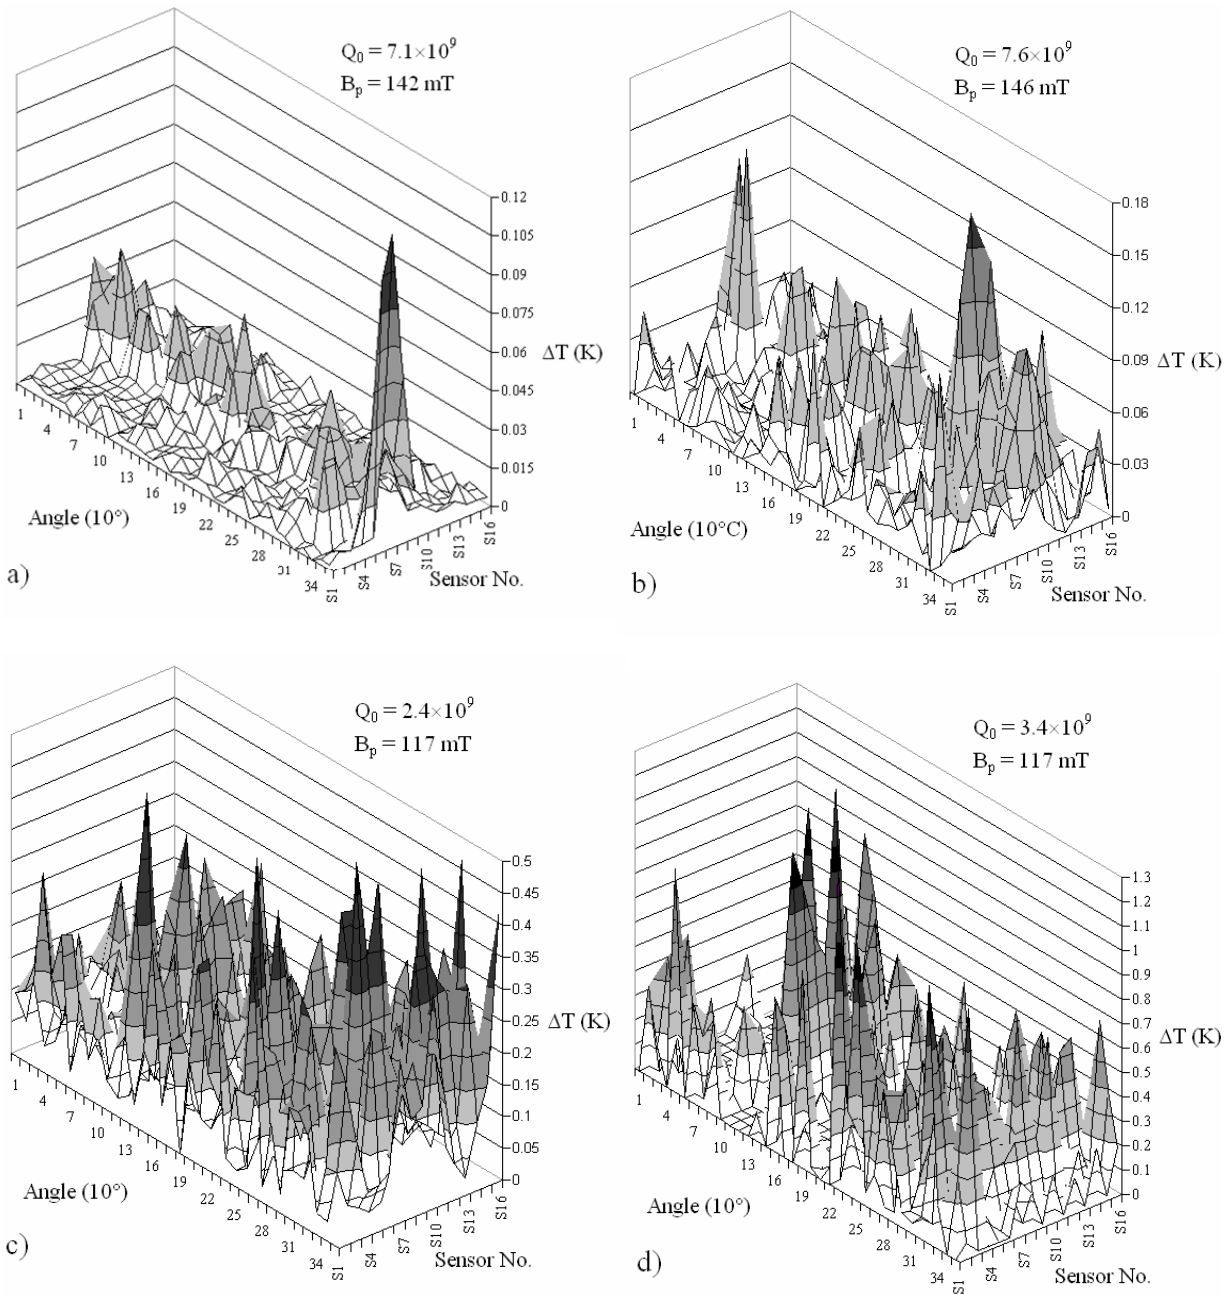 Q₀ = 7.1×10⁹
Bₚ = 142 mT
0.12
0.105
0.09
0.075
0.06
0.045
0.03
0.015
0
ΔT (K)
1
4
7
10
13
16
19
22
25
28
31
34
S1
S4
S7
S10
S13
S16
Angle (10°)
Sensor No.
a)
Q₀ = 7.6×10⁹
Bₚ = 146 mT
0.18
0.15
0.12
0.09
0.06
0.03
0
ΔT (K)
1
4
7
10
13
16
19
22
25
28
31
34
S1
S4
S7
S10
S13
S16
Angle (10°C)
Sensor No.
b)
Q₀ = 2.4×10⁹
Bₚ = 117 mT
0.5
0.45
0.4
0.35
0.3
0.25
0.2
0.15
0.1
0.05
0
ΔT (K)
1
4
7
10
13
16
19
22
25
28
31
34
S1
S4
S7
S10
S13
S16
Angle (10°)
Sensor No.
c)
Q₀ = 3.4×10⁹
Bₚ = 117 mT
1.3
1.2
1.1
1
0.9
0.8
0.7
0.6
0.5
0.4
0.3
0.2
0.1
0
ΔT (K)
1
4
7
10
13
16
19
22
25
28
31
34
S1
S4
S7
S10
S13
S16
Angle (10°)
Sensor No.
d)